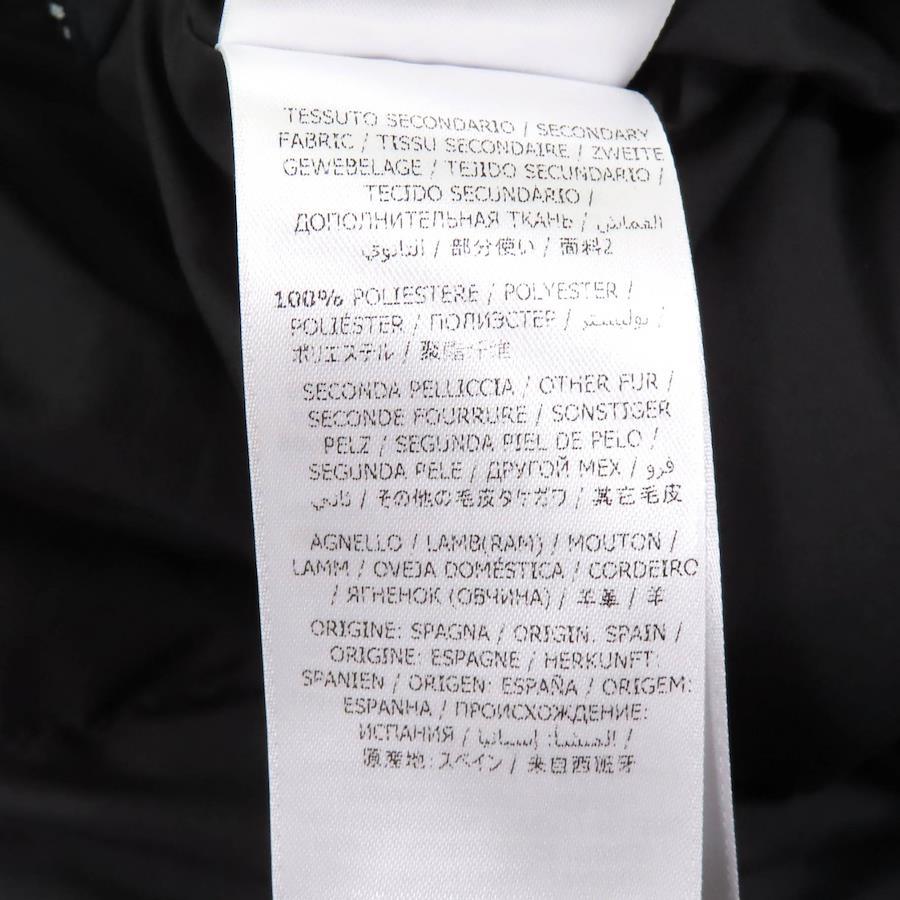 TESSUTO SECONDARIO / SECONDARY
FABRIC / TISSU SECONDAIRE / ZWEITE
GEWEBELAGE / TEJIDO SECUNDARIO /
TECIDO SECUNDÁRIO /
ДОПОЛНИТЕЛЬНАЯ ТКАНЬ / القماش
الثانوي / 部分使い / 面料2
100% POLIESTERE / POLYESTER /
POLIÉSTER / ПОЛИЭСТЕР / بوليستر /
ポリエステル / 聚酯纤维
SECONDA PELLICCIA / OTHER FUR /
SECONDE FOURRURE / SONSTIGER
PELZ / SEGUNDA PIEL DE PELO /
SEGUNDA PELE / ДРУГОЙ МЕХ / فرو
ثاني / その他の毛皮タケガワ / 其它毛皮
AGNELLO / LAMB(RAM) / MOUTON /
LAMM / OVEJA DOMÉSTICA / CORDEIRO
/ ЯГНЕНОК (ОВЧИНА) / 羊革 / 羊
ORIGINE: SPAGNA / ORIGIN: SPAIN /
ORIGINE: ESPAGNE / HERKUNFT:
SPANIEN / ORIGEN: ESPAÑA / ORIGEM:
ESPANHA / ПРОИСХОЖДЕНИЕ:
ИСПАНИЯ / المنشأ: إسبانيا /
原産地: スペイン / 来自西班牙